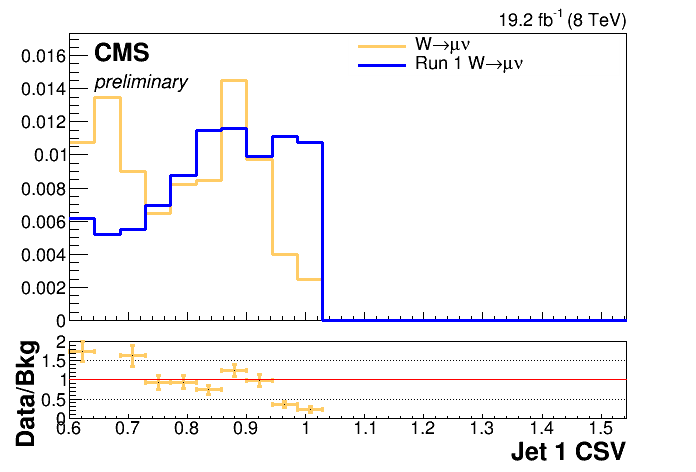 19.2 fb-1 (8 TeV)
CMS
preliminary
W→μν
Run 1 W→μν
0.016
0.014
0.012
0.01
0.008
0.006
0.004
0.002
0
Data/Bkg
2
1.5
1
0.5
0
0.6 0.7 0.8 0.9 1 1.1 1.2 1.3 1.4 1.5
Jet 1 CSV